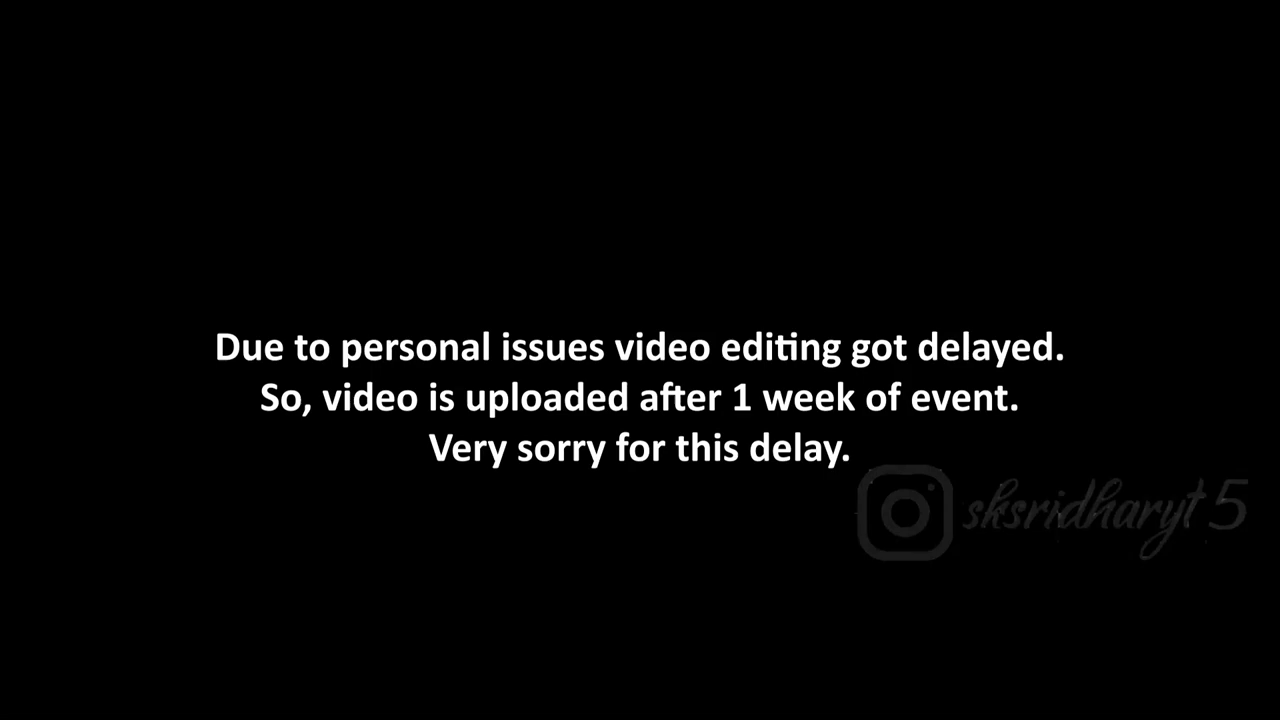 Due to personal issues video editing got delayed.
So, video is uploaded after 1 week of event.
Very sorry for this delay.
sksridharyt5